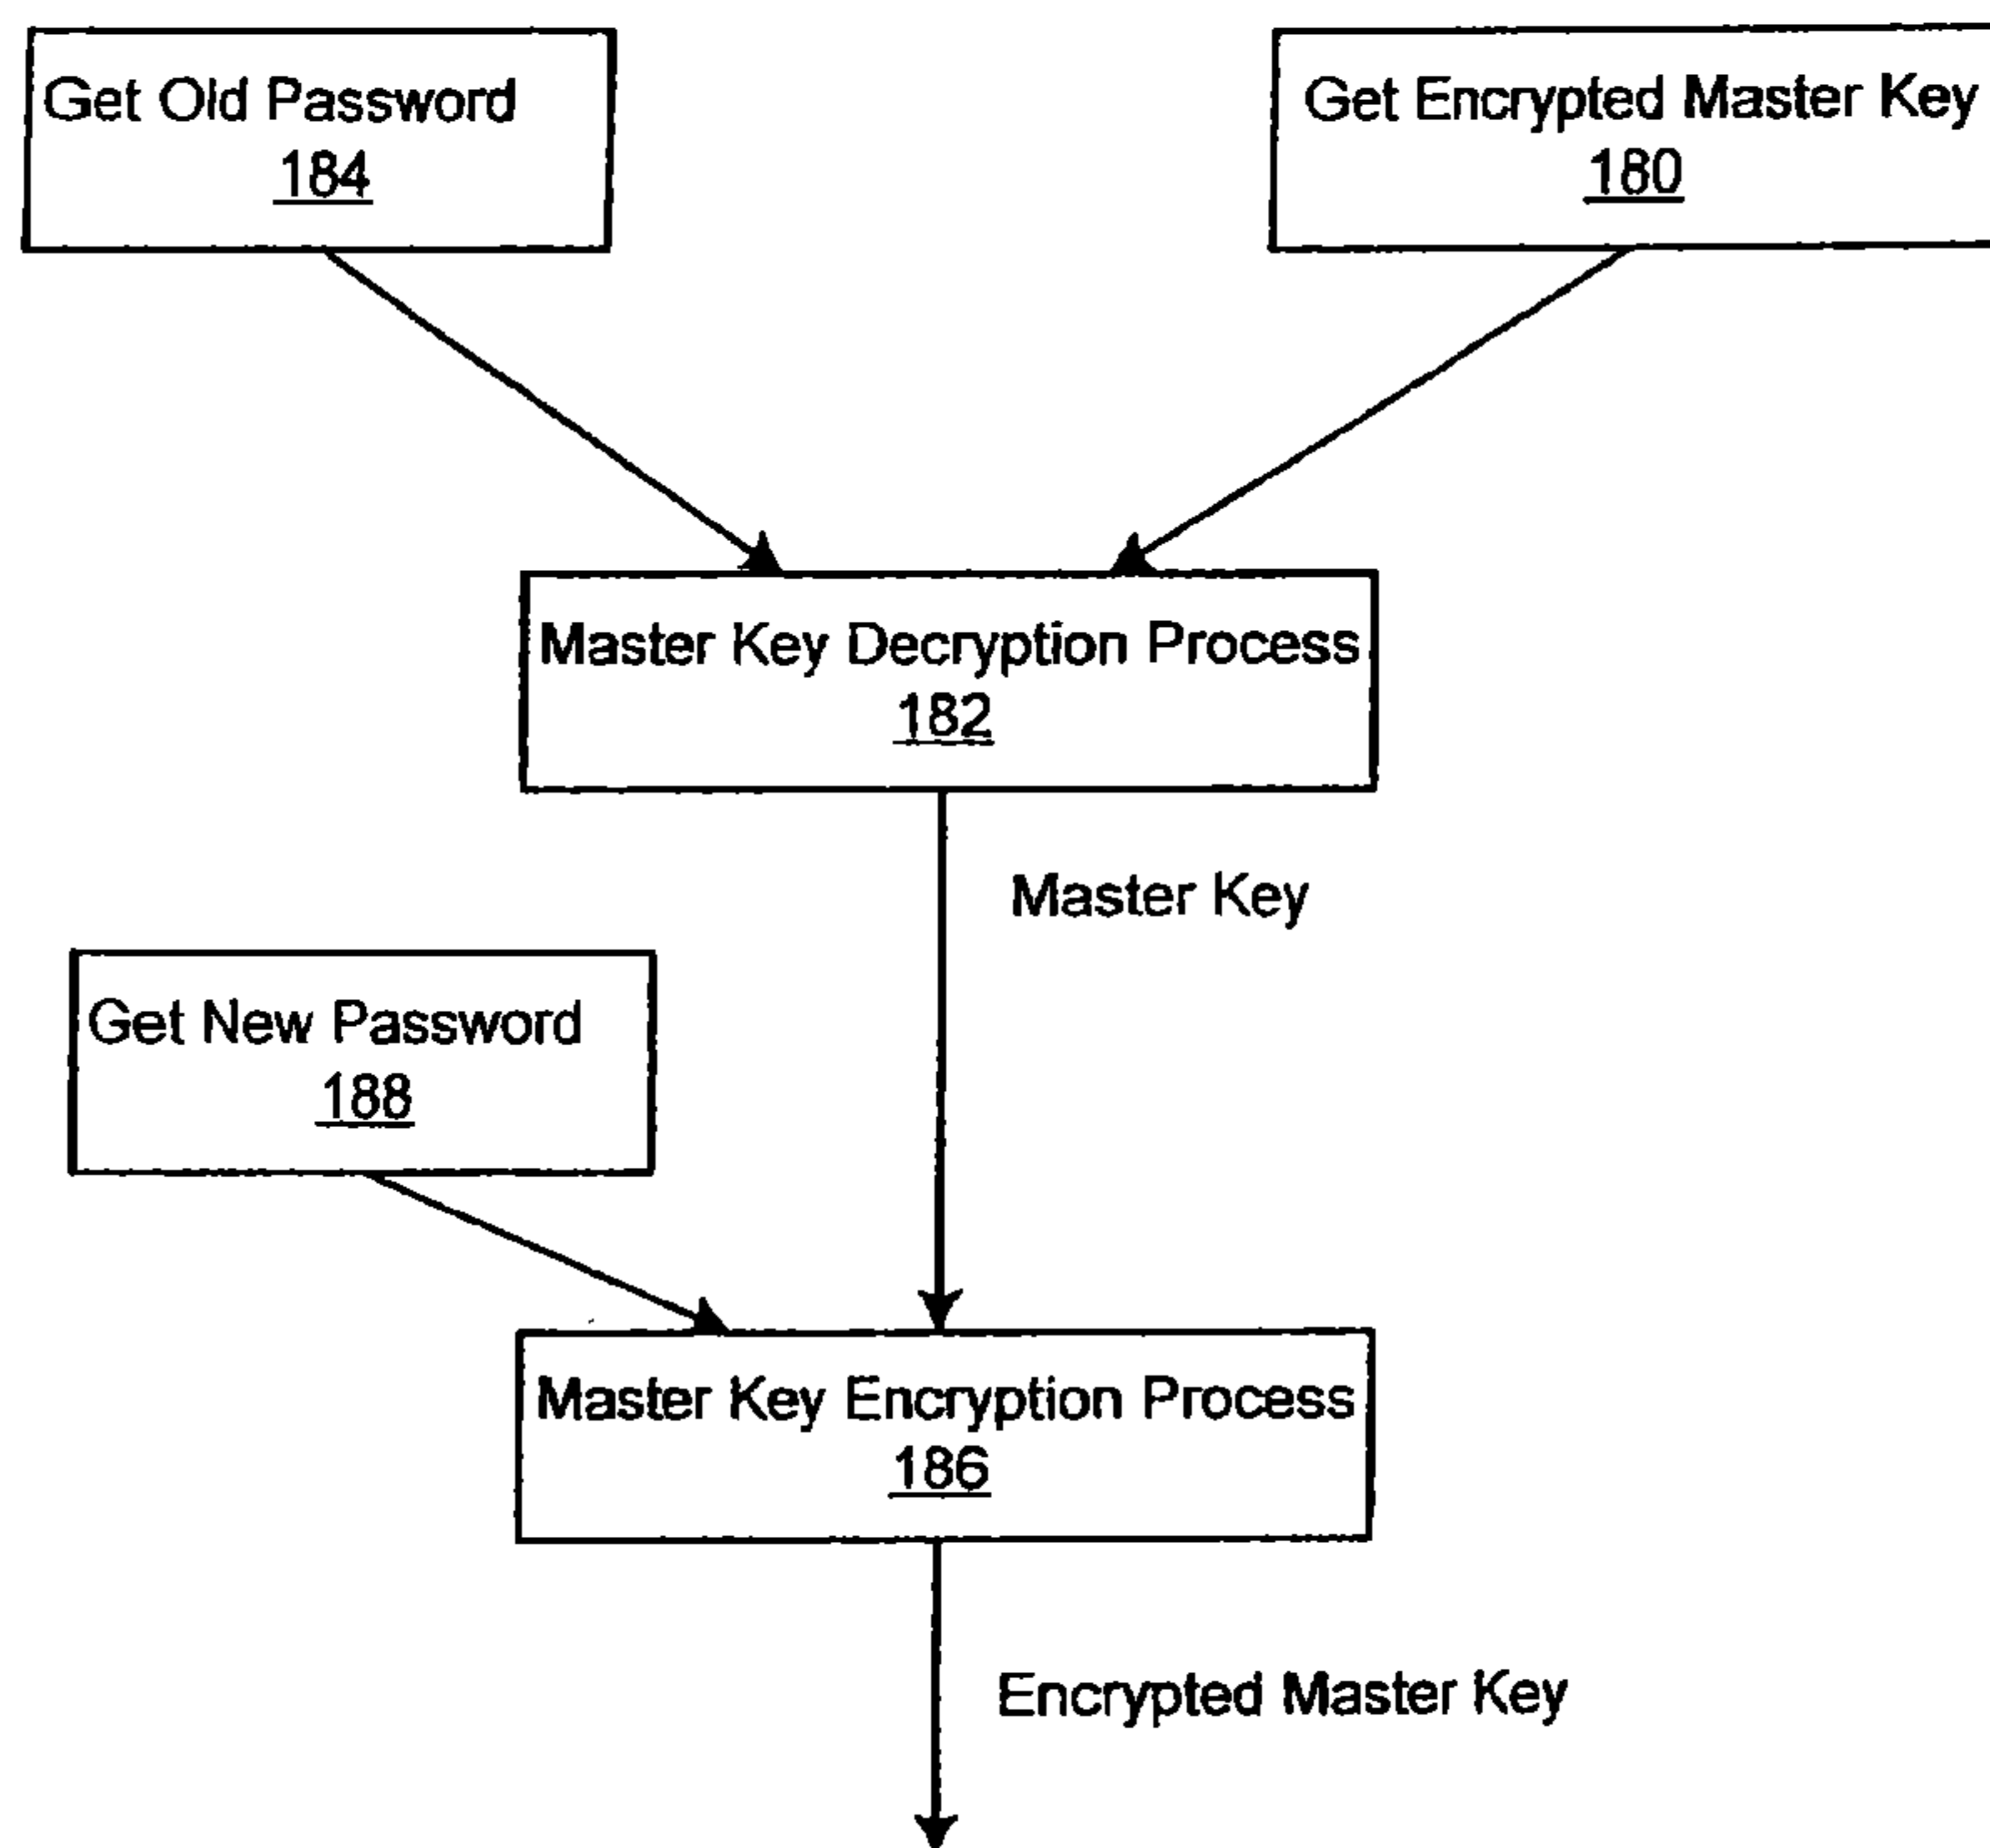 Get Old Password
184
Get Encrypted Master Key
180
Master Key Decryption Process
182
Master Key
Get New Password
188
Master Key Encryption Process
186
Encrypted Master Key